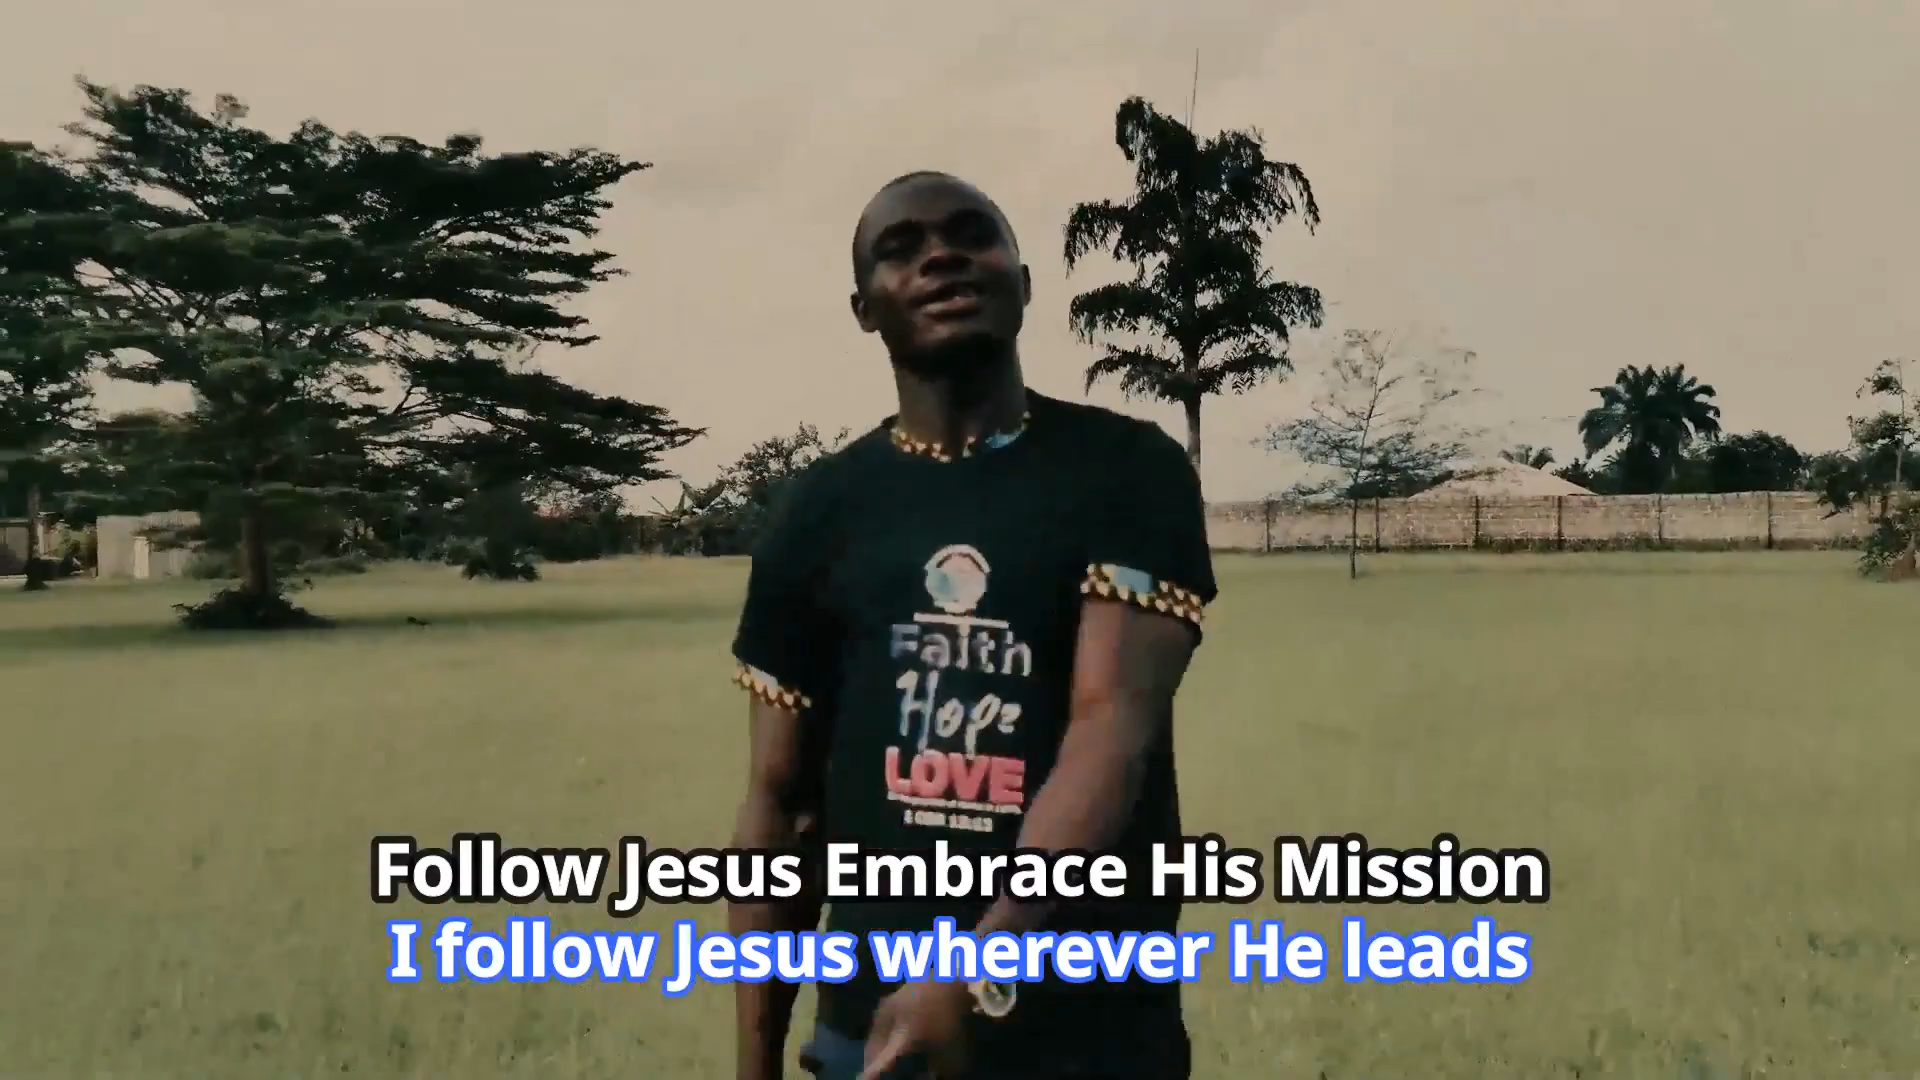 Faith
Hope
LOVE
Follow Jesus Embrace His Mission
I follow Jesus wherever He leads